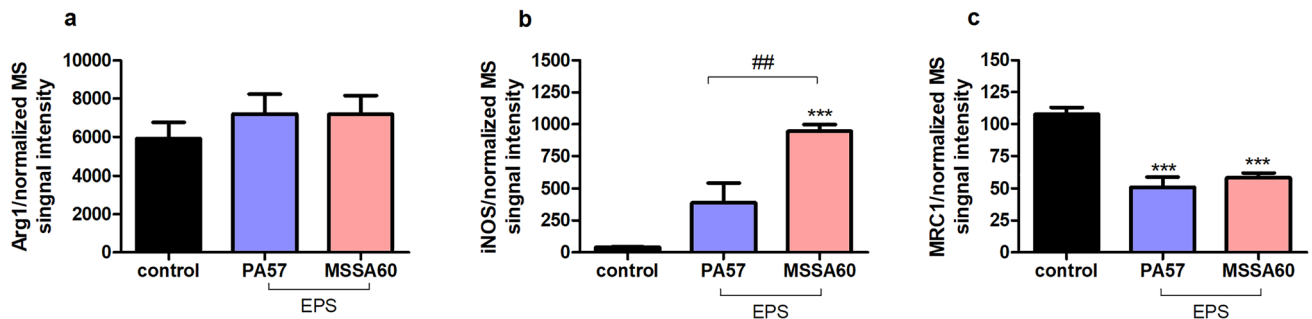 a
Arg1/normalized MS
singnal intensity
10000
8000
6000
4000
2000
0
control PA57 MSSA60
EPS
b
iNOS/normalized MS
singnal intensity
1500
1250
1000
750
500
250
0
##
***
control PA57 MSSA60
EPS
c
MRC1/normalized MS
singnal intensity
150
125
100
75
50
25
0
*** ***
control PA57 MSSA60
EPS